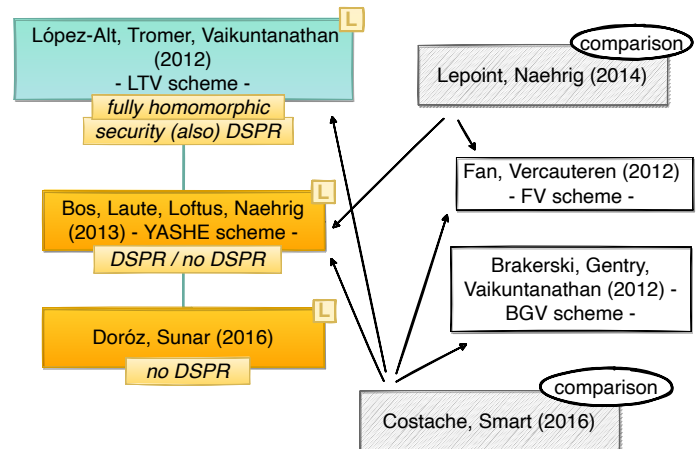 L
López-Alt, Tromer, Vaikuntanathan
(2012)
- LTV scheme -
fully homomorphic
security (also) DSPR
L
Bos, Laute, Loftus, Naehrig
(2013) - YASHE scheme -
DSPR / no DSPR
L
Doróz, Sunar (2016)
no DSPR
comparison
Lepoint, Naehrig (2014)
Fan, Vercauteren (2012)
- FV scheme -
Brakerski, Gentry,
Vaikuntanathan (2012) -
BGV scheme -
comparison
Costache, Smart (2016)